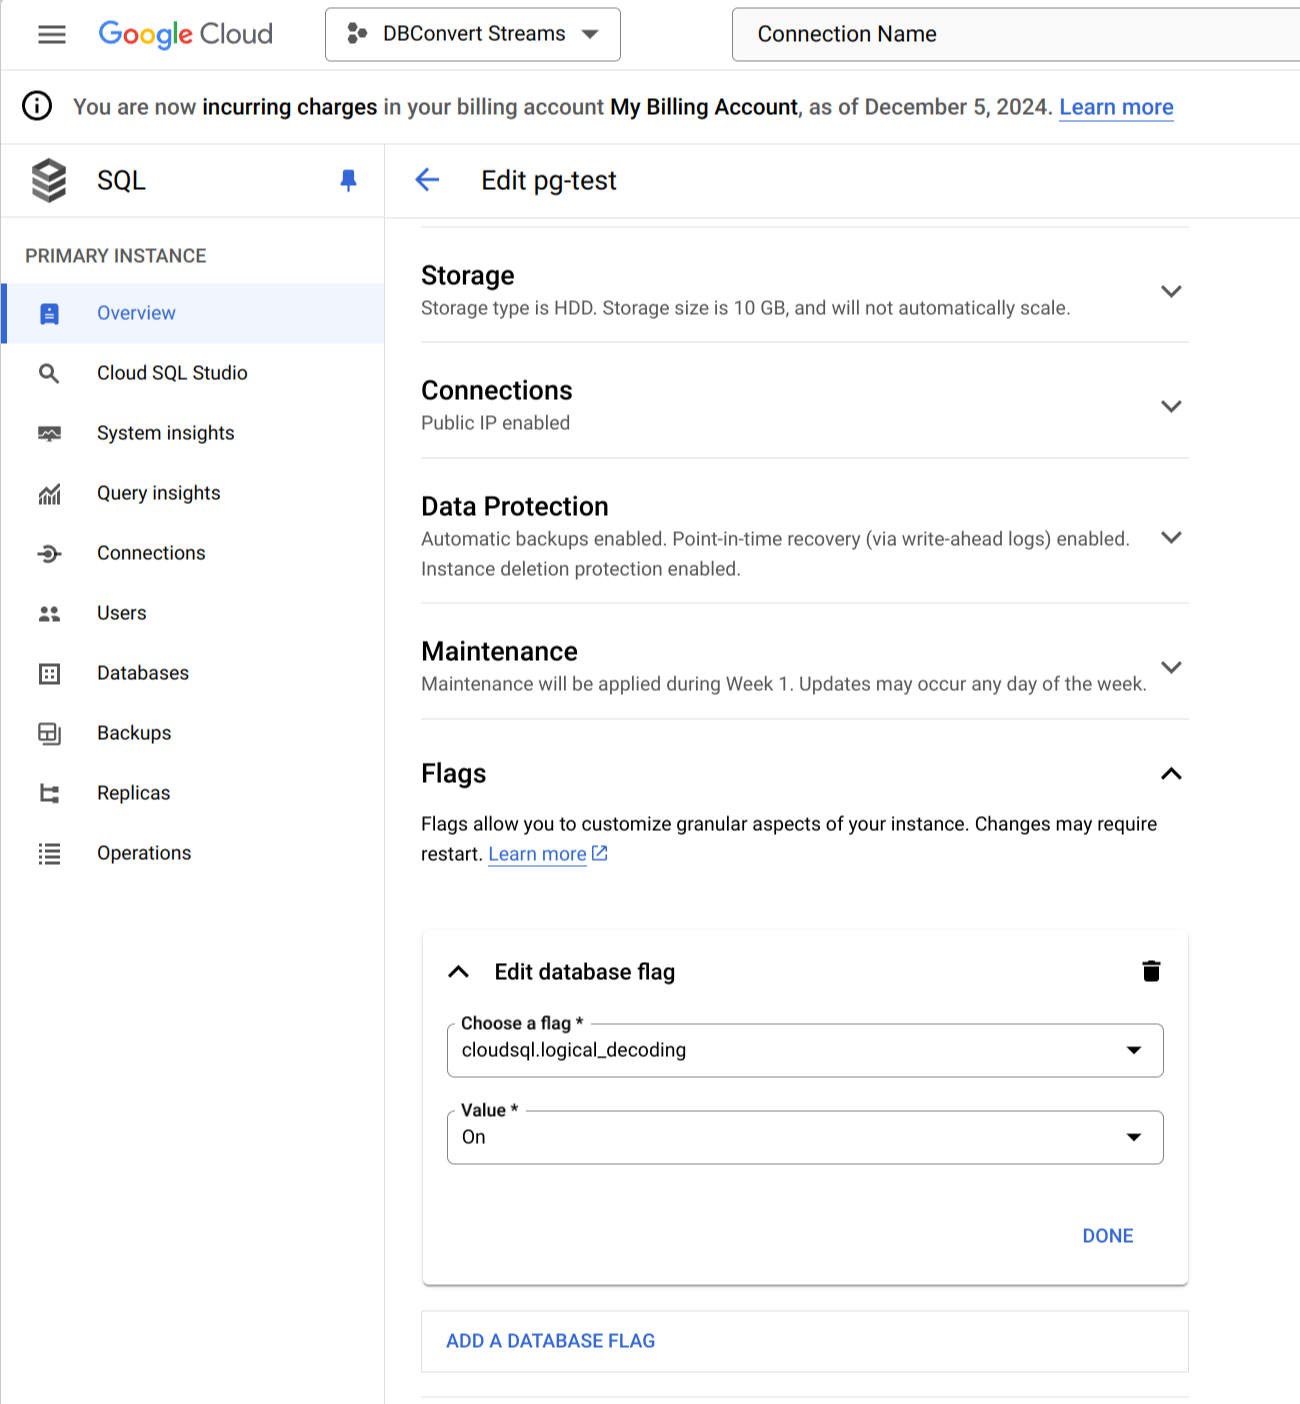 Google Cloud
DBConvert Streams
Connection Name
You are now incurring charges in your billing account My Billing Account, as of December 5, 2024. Learn more
SQL
Edit pg-test
PRIMARY INSTANCE
Overview
Cloud SQL Studio
System insights
Query insights
Connections
Users
Databases
Backups
Replicas
Operations
Storage
Storage type is HDD. Storage size is 10 GB, and will not automatically scale.
Connections
Public IP enabled
Data Protection
Automatic backups enabled. Point-in-time recovery (via write-ahead logs) enabled.
Instance deletion protection enabled.
Maintenance
Maintenance will be applied during Week 1. Updates may occur any day of the week.
Flags
Flags allow you to customize granular aspects of your instance. Changes may require
restart. Learn more
Edit database flag
Choose a flag *
cloudsql.logical_decoding
Value *
On
DONE
ADD A DATABASE FLAG